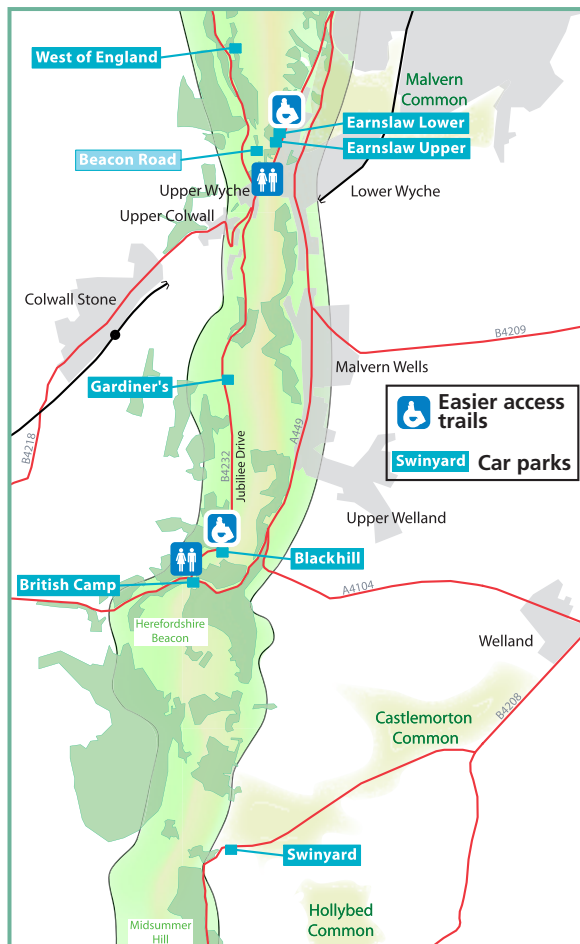 West of England
Malvern
Common
Earnslaw Lower
Earnslaw Upper
Beacon Road
Upper Wyche
Lower Wyche
Upper Colwall
Colwall Stone
B4209
Malvern Wells
Gardiner's
Easier access
trails
Swinyard Car parks
A449
B4218
B4232
Jubiliee Drive
Upper Welland
Blackhill
British Camp
A4104
Herefordshire
Beacon
Welland
B4208
Castlemorton
Common
Swinyard
Hollybed
Common
Midsummer
Hill